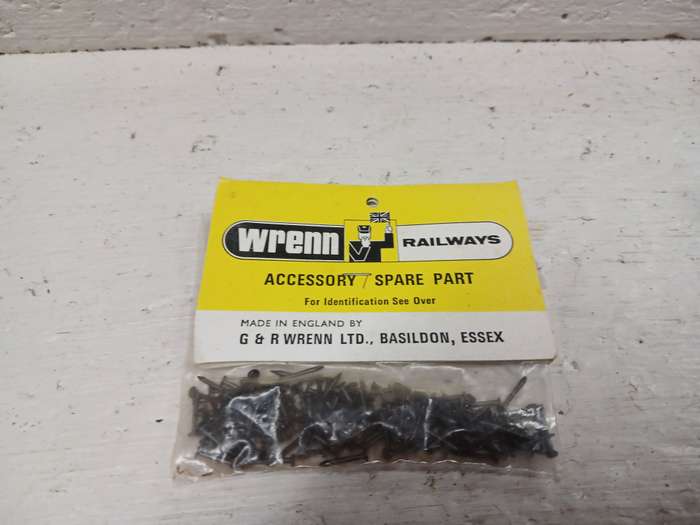 wrenn RAILWAYS
ACCESSORY / SPARE PART
For Identification See Over
MADE IN ENGLAND BY
G & R WRENN LTD., BASILDON, ESSEX